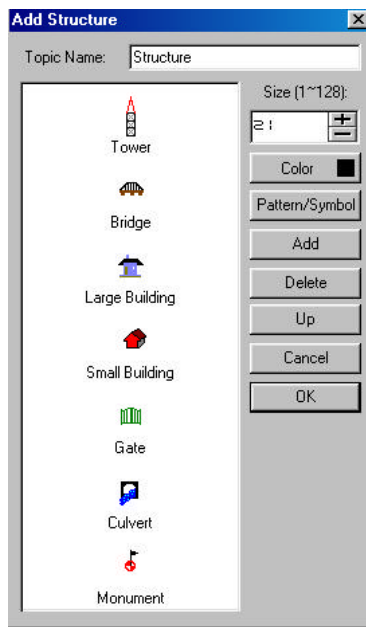 Add Structure
Topic Name: Structure
Size (1~128):
21
Tower
Bridge
Large Building
Small Building
Gate
Culvert
Monument
Color
Pattern/Symbol
Add
Delete
Up
Cancel
OK